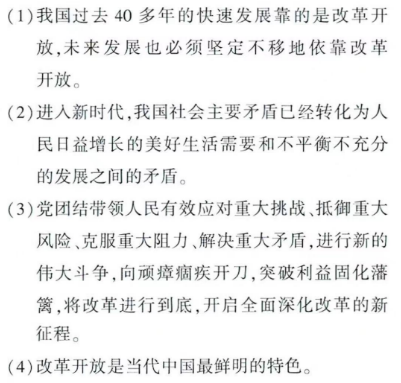 (1)我国过去 40 多年的快速发展靠的是改革开
放,未来发展也必须坚定不移地依靠改革
开放。
(2)进入新时代,我国社会主要矛盾已经转化为人
民日益增长的美好生活需要和不平衡不充分
的发展之间的矛盾。
(3)党团结带领人民有效应对重大挑战、抵御重大
风险、克服重大阻力、解决重大矛盾,进行新的
伟大斗争,向顽瘴痼疾开刀,突破利益固化藩
篱,将改革进行到底,开启全面深化改革的新
征程。
(4)改革开放是当代中国最鲜明的特色。